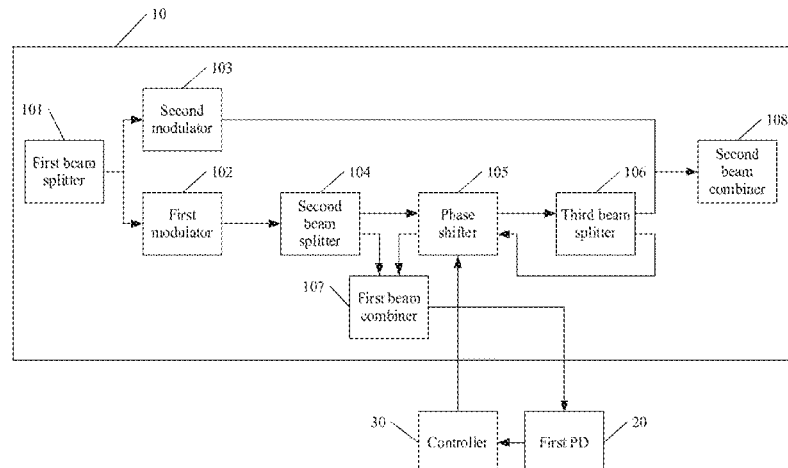 10
103
Second
modulator
101
First beam
splitter
108
Second
beam
combiner
102
First
modulator
104
Second
beam
splitter
105
Phase
shifter
106
Third beam
splitter
107
First beam
combiner
30
Controller
First PD
20